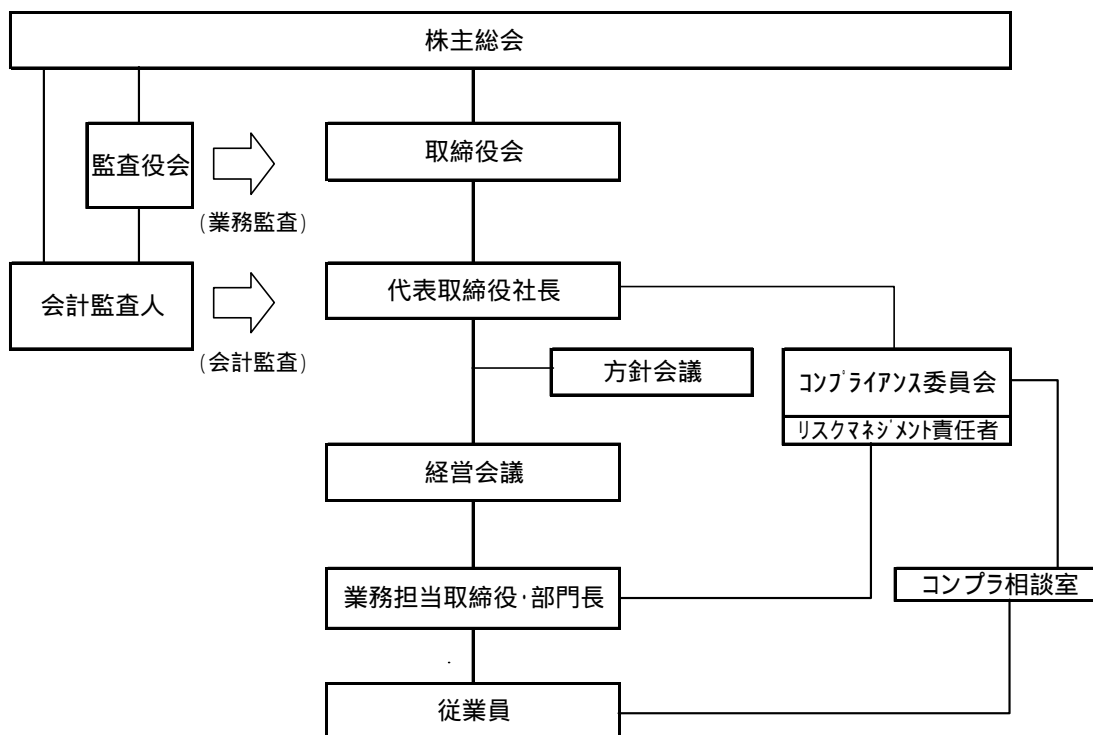 株主総会
監査役会
取締役会
(業務監査)
会計監査人
代表取締役社長
(会計監査)
方針会議
コンプライアンス委員会
リスクマネジメント責任者
経営会議
業務担当取締役・部門長
コンプラ相談室
従業員